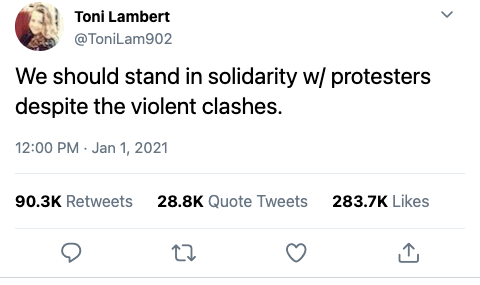 Toni Lambert
@ToniLam902
We should stand in solidarity w/ protesters
despite the violent clashes.
12:00 PM · Jan 1, 2021
90.3K Retweets 28.8K Quote Tweets 283.7K Likes